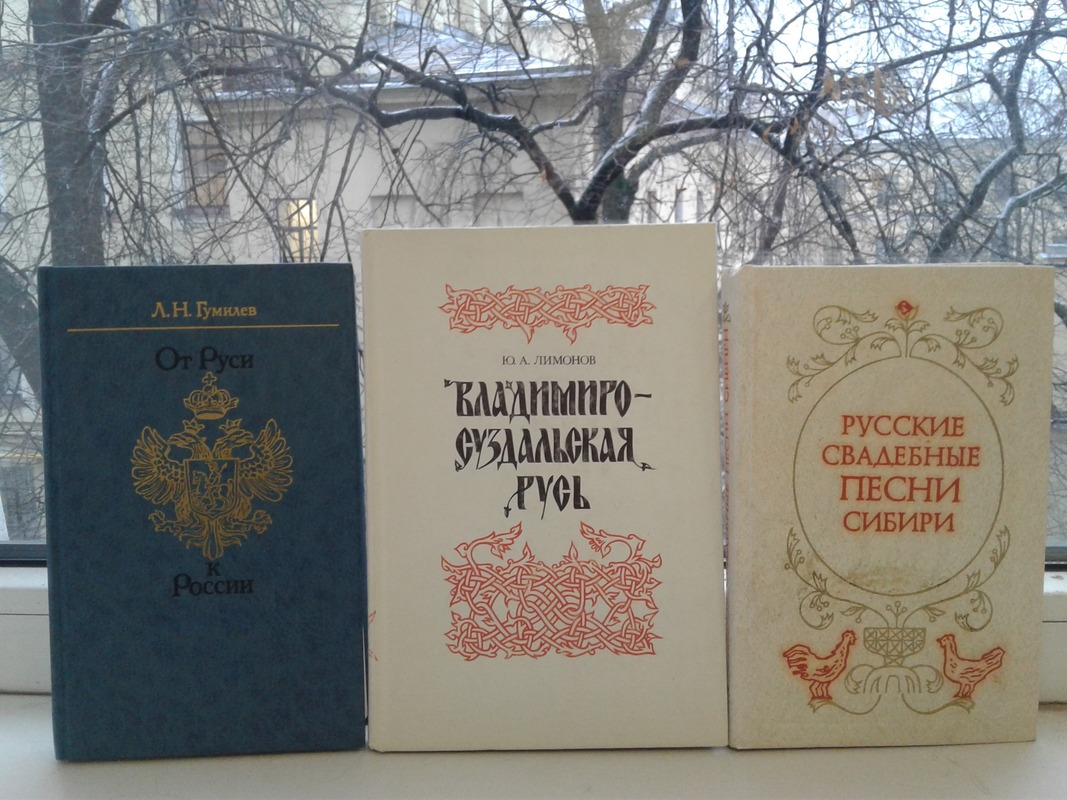 Л. Н. Гумилев
От Руси
к
России
Ю. А. ЛИМОНОВ
ВЛАДИМИРО-
СУЗДАЛЬСКАЯ
РУСЬ
РУССКИЕ
СВАДЕБНЫЕ
ПЕСНИ
СИБИРИ